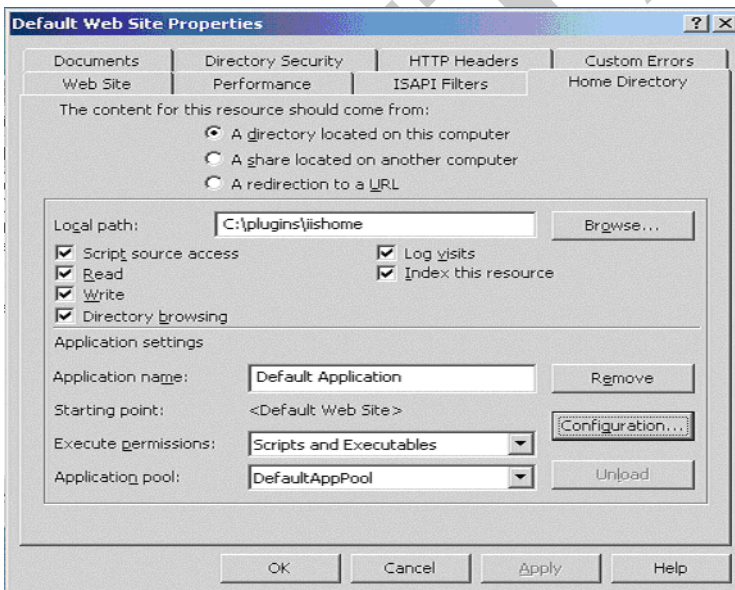 Default Web Site Properties
Documents Directory Security HTTP Headers Custom Errors
Web Site Performance ISAPI Filters Home Directory
The content for this resource should come from:
A directory located on this computer
A share located on another computer
A redirection to a URL
Local path: C:\plugins\iishome Browse...
Script source access Log visits
Read Index this resource
Write
Directory browsing
Application settings
Application name: Default Application Remove
Starting point: <Default Web Site>
Configuration...
Execute permissions: Scripts and Executables
Application pool: DefaultAppPool Unload
OK Cancel Apply Help